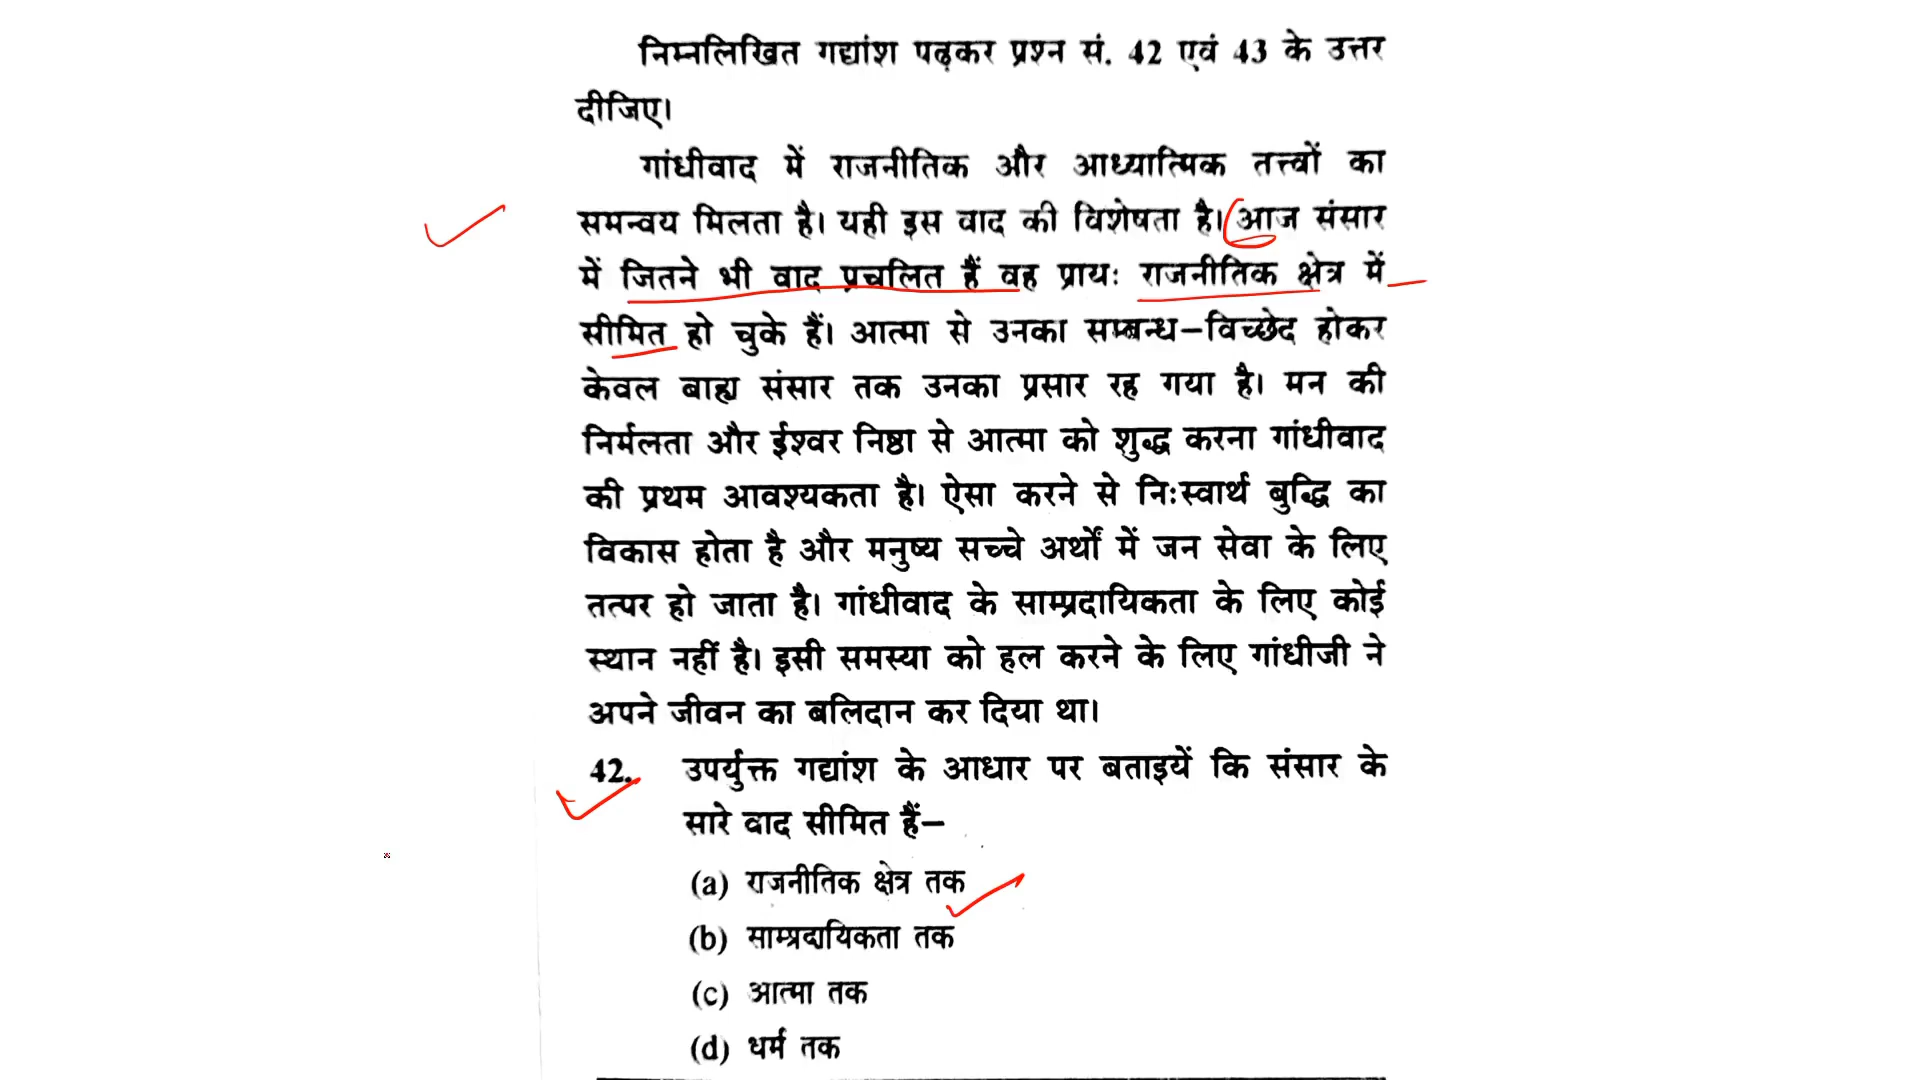 निम्नलिखित गद्यांश पढ़कर प्रश्न सं. 42 एवं 43 के उत्तर
दीजिए।
गांधीवाद में राजनीतिक और आध्यात्मिक तत्त्वों का
समन्वय मिलता है। यही इस वाद की विशेषता है। आज संसार
में जितने भी वाद प्रचलित हैं वह प्रायः राजनीतिक क्षेत्र में
सीमित हो चुके हैं। आत्मा से उनका सम्बन्ध–विच्छेद होकर
केवल बाह्य संसार तक उनका प्रसार रह गया है। मन की
निर्मलता और ईश्वर निष्ठा से आत्मा को शुद्ध करना गांधीवाद
की प्रथम आवश्यकता है। ऐसा करने से निःस्वार्थ बुद्धि का
विकास होता है और मनुष्य सच्चे अर्थों में जन सेवा के लिए
तत्पर हो जाता है। गांधीवाद के साम्प्रदायिकता के लिए कोई
स्थान नहीं है। इसी समस्या को हल करने के लिए गांधीजी ने
अपने जीवन का बलिदान कर दिया था।
42. उपर्युक्त गद्यांश के आधार पर बताइयें कि संसार के
सारे वाद सीमित हैं–
(a) राजनीतिक क्षेत्र तक
(b) साम्प्रदायिकता तक
(c) आत्मा तक
(d) धर्म तक